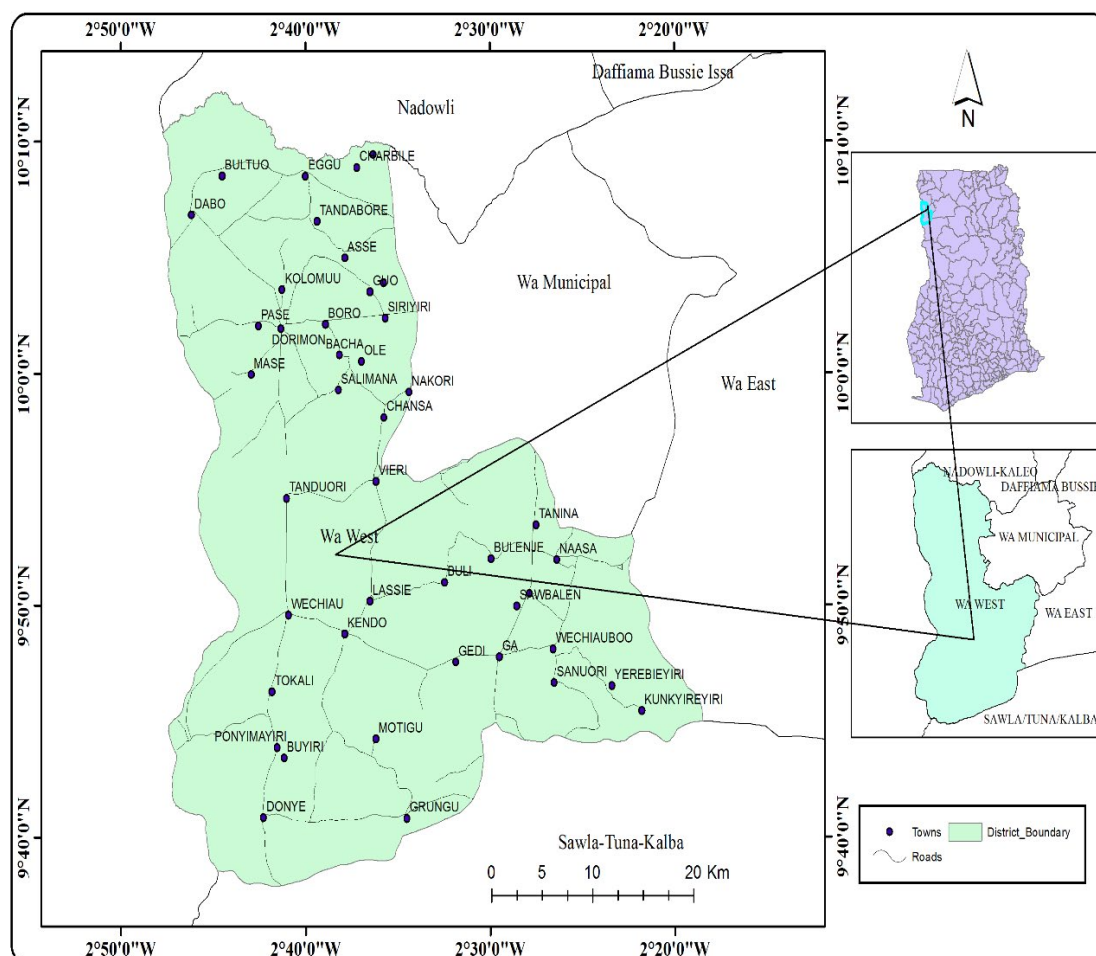 2°50'0"W 2°40'0"W 2°30'0"W 2°20'0"W
Daffiama Bussie Issa
Nadowli
N
10°10'0"N
10°10'0"N
CHARBILE
BULTUO
EGGU
DABO
TANDABORE
ASSE
Wa Municipal
KOLOMUU
GUO
PASE
BORO
SIRIYIRI
DORIMON
BACHA
OLE
MASE
SALIMANA
NAKORI
10°0'0"N
10°0'0"N
Wa East
CHANSA
VIERI
TANDUORI
TANINA
Wa West
BULENJE
NAASA
BULI
LASSIE
SAWBALEN
WECHIAU
9°50'0"N
9°50'0"N
KENDO
WECHIAUBOO
GEDI
GA
SANUORI
YEREBIEYIRI
TOKALI
KUNKYIREYIRI
PONYIMAYIRI
MOTIGU
BUYIRI
DONYE
GRUNGU
9°40'0"N
9°40'0"N
Sawla-Tuna-Kalba
0 5 10 20 Km
2°50'0"W 2°40'0"W 2°30'0"W 2°20'0"W
NADOWLI-KALEO
DAFFIAMA BUSSIE
WA MUNICIPAL
WA WEST
WA EAST
SAWLA/TUNA/KALBA
Towns District_Boundary
Roads